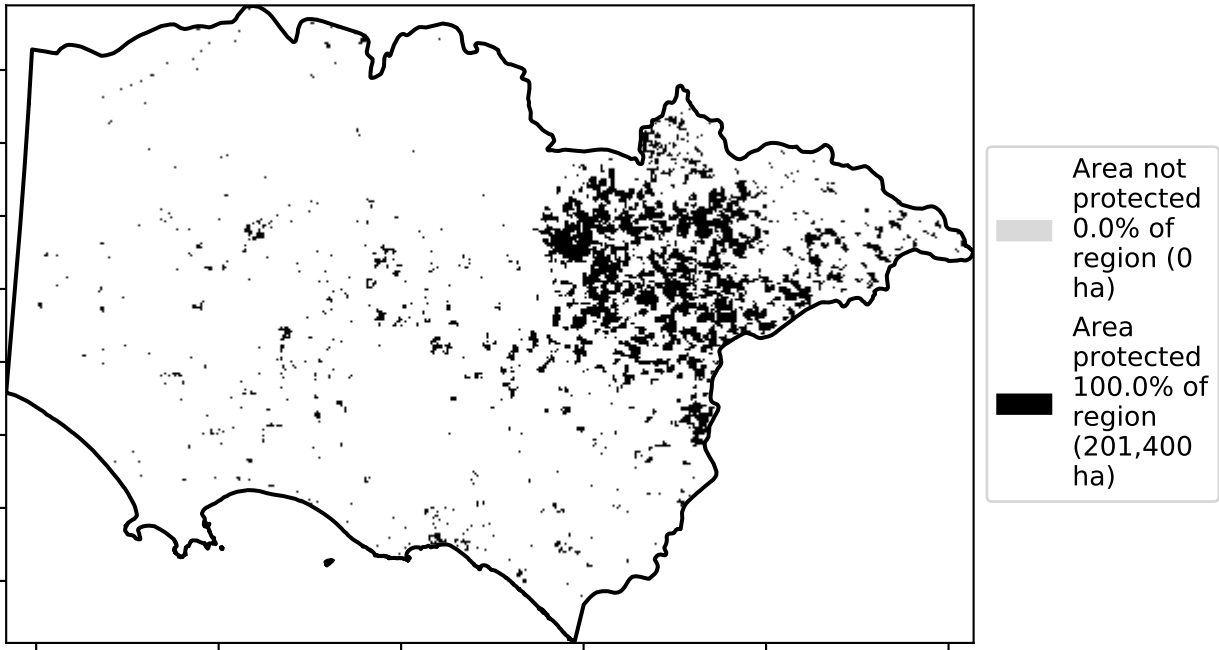 Area not
protected
0.0% of
region (0
ha)
Area
protected
100.0% of
region
(201,400
ha)